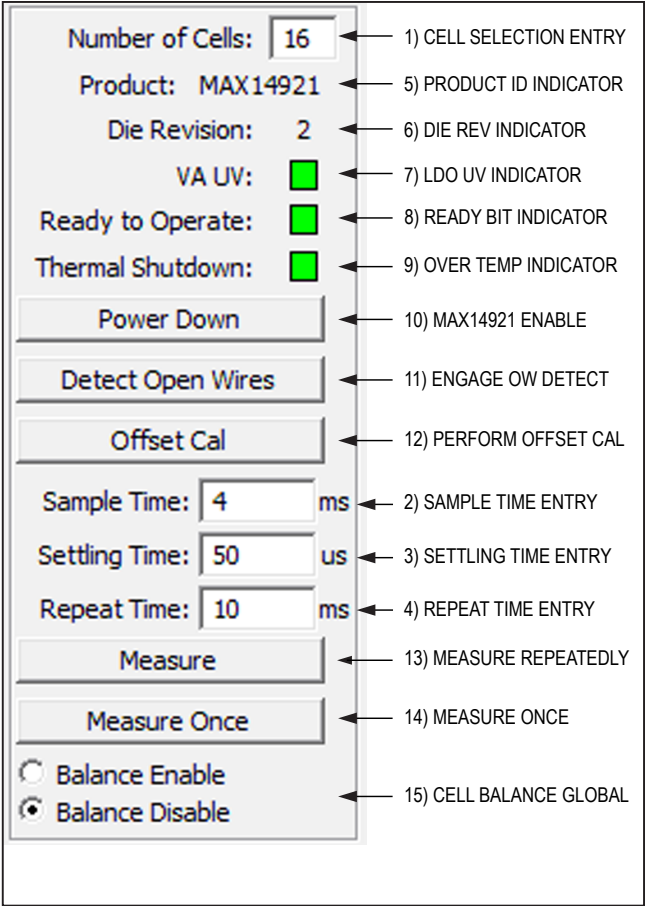 Number of Cells: 16 1) CELL SELECTION ENTRY
Product: MAX14921 5) PRODUCT ID INDICATOR
Die Revision: 2 6) DIE REV INDICATOR
VA UV: 7) LDO UV INDICATOR
Ready to Operate: 8) READY BIT INDICATOR
Thermal Shutdown: 9) OVER TEMP INDICATOR
Power Down 10) MAX14921 ENABLE
Detect Open Wires 11) ENGAGE OW DETECT
Offset Cal 12) PERFORM OFFSET CAL
Sample Time: 4 ms 2) SAMPLE TIME ENTRY
Settling Time: 50 us 3) SETTLING TIME ENTRY
Repeat Time: 10 ms 4) REPEAT TIME ENTRY
Measure 13) MEASURE REPEATEDLY
Measure Once 14) MEASURE ONCE
Balance Enable
15) CELL BALANCE GLOBAL
Balance Disable